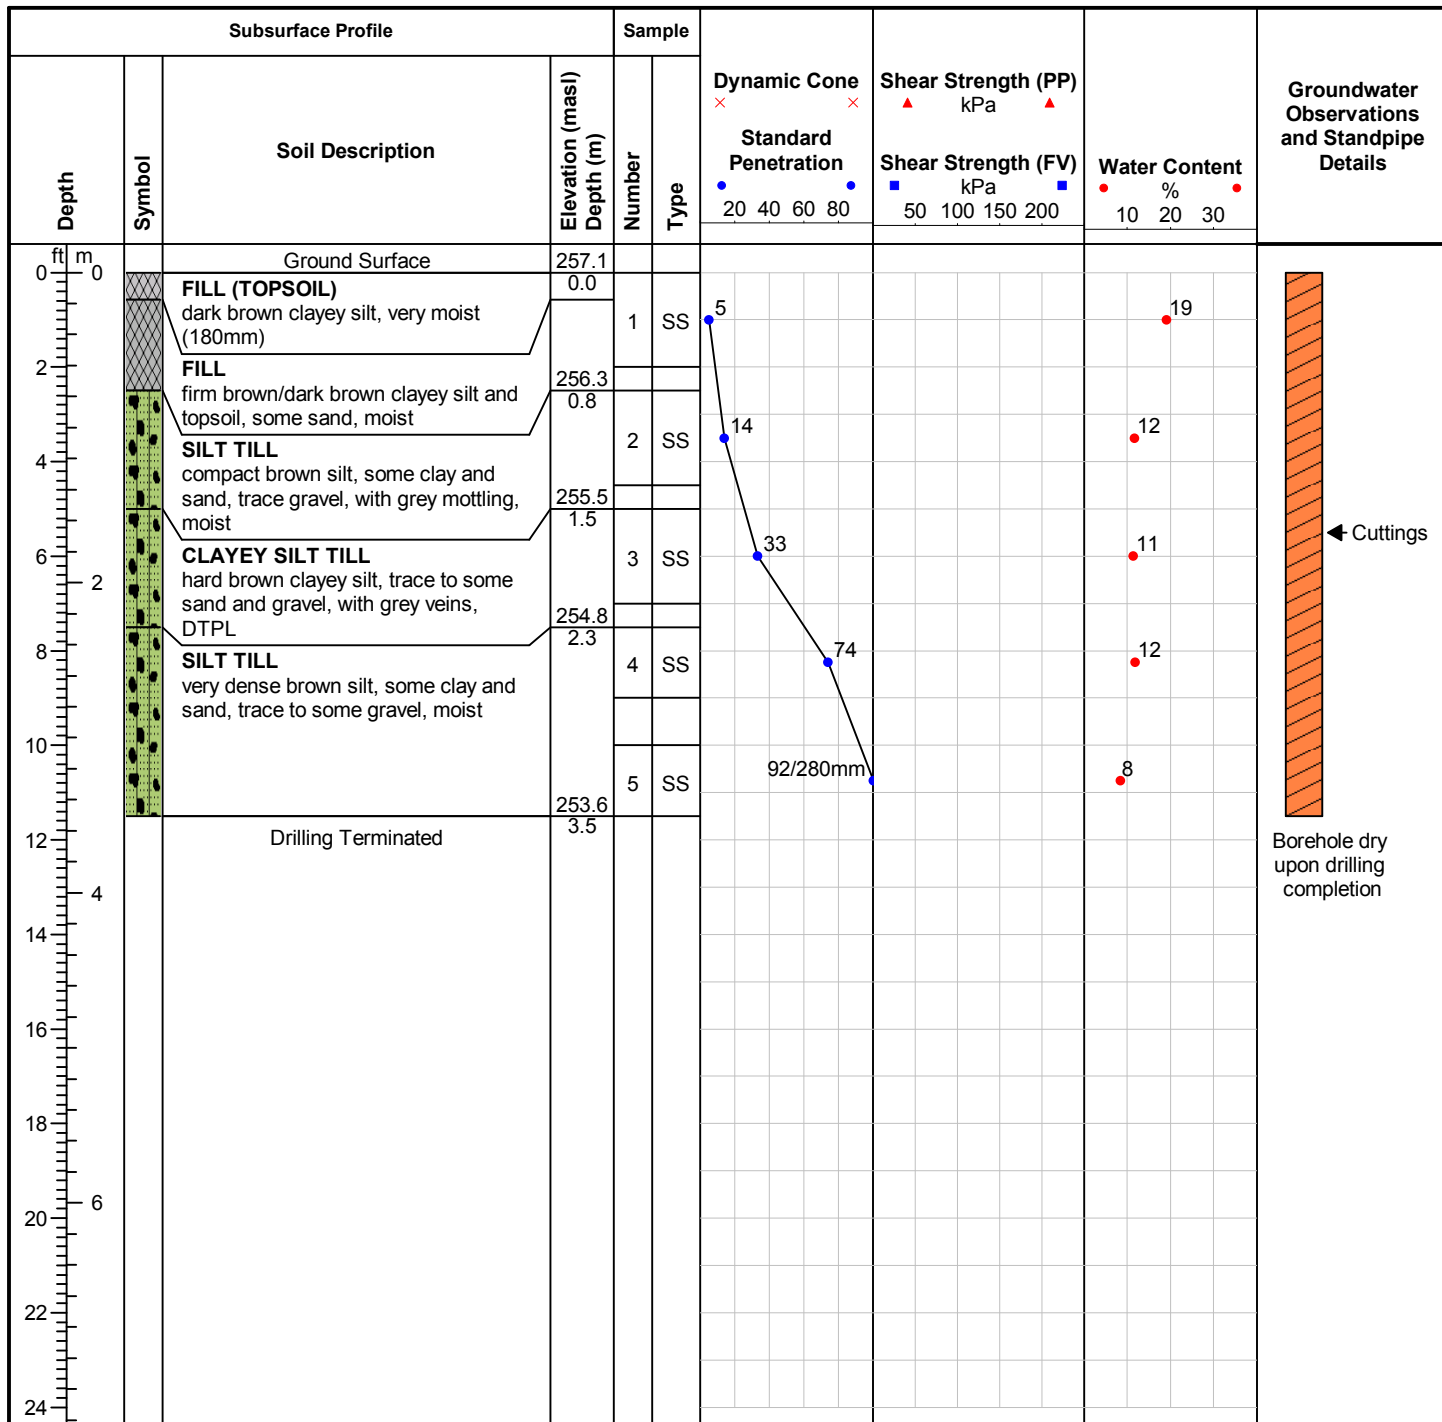 Subsurface Profile
Sample
Depth
Symbol
Soil Description
Elevation (masl)
Depth (m)
Number
Type
Dynamic Cone
Standard
Penetration
20 40 60 80
Shear Strength (PP)
kPa
Shear Strength (FV)
kPa
50 100 150 200
Water Content
%
10 20 30
Groundwater
Observations
and Standpipe
Details
ft m
0 0
2
4
6
2
8
10
12
4
14
16
18
6
20
22
24
Ground Surface
257.1
0.0
FILL (TOPSOIL)
dark brown clayey silt, very moist
(180mm)
FILL
firm brown/dark brown clayey silt and
topsoil, some sand, moist
256.3
0.8
SILT TILL
compact brown silt, some clay and
sand, trace gravel, with grey mottling,
moist
255.5
1.5
CLAYEY SILT TILL
hard brown clayey silt, trace to some
sand and gravel, with grey veins,
DTPL
254.8
2.3
SILT TILL
very dense brown silt, some clay and
sand, trace to some gravel, moist
253.6
3.5
Drilling Terminated
1 SS
2 SS
3 SS
4 SS
5 SS
5
14
33
74
92/280mm
19
12
11
12
8
Cuttings
Borehole dry
upon drilling
completion